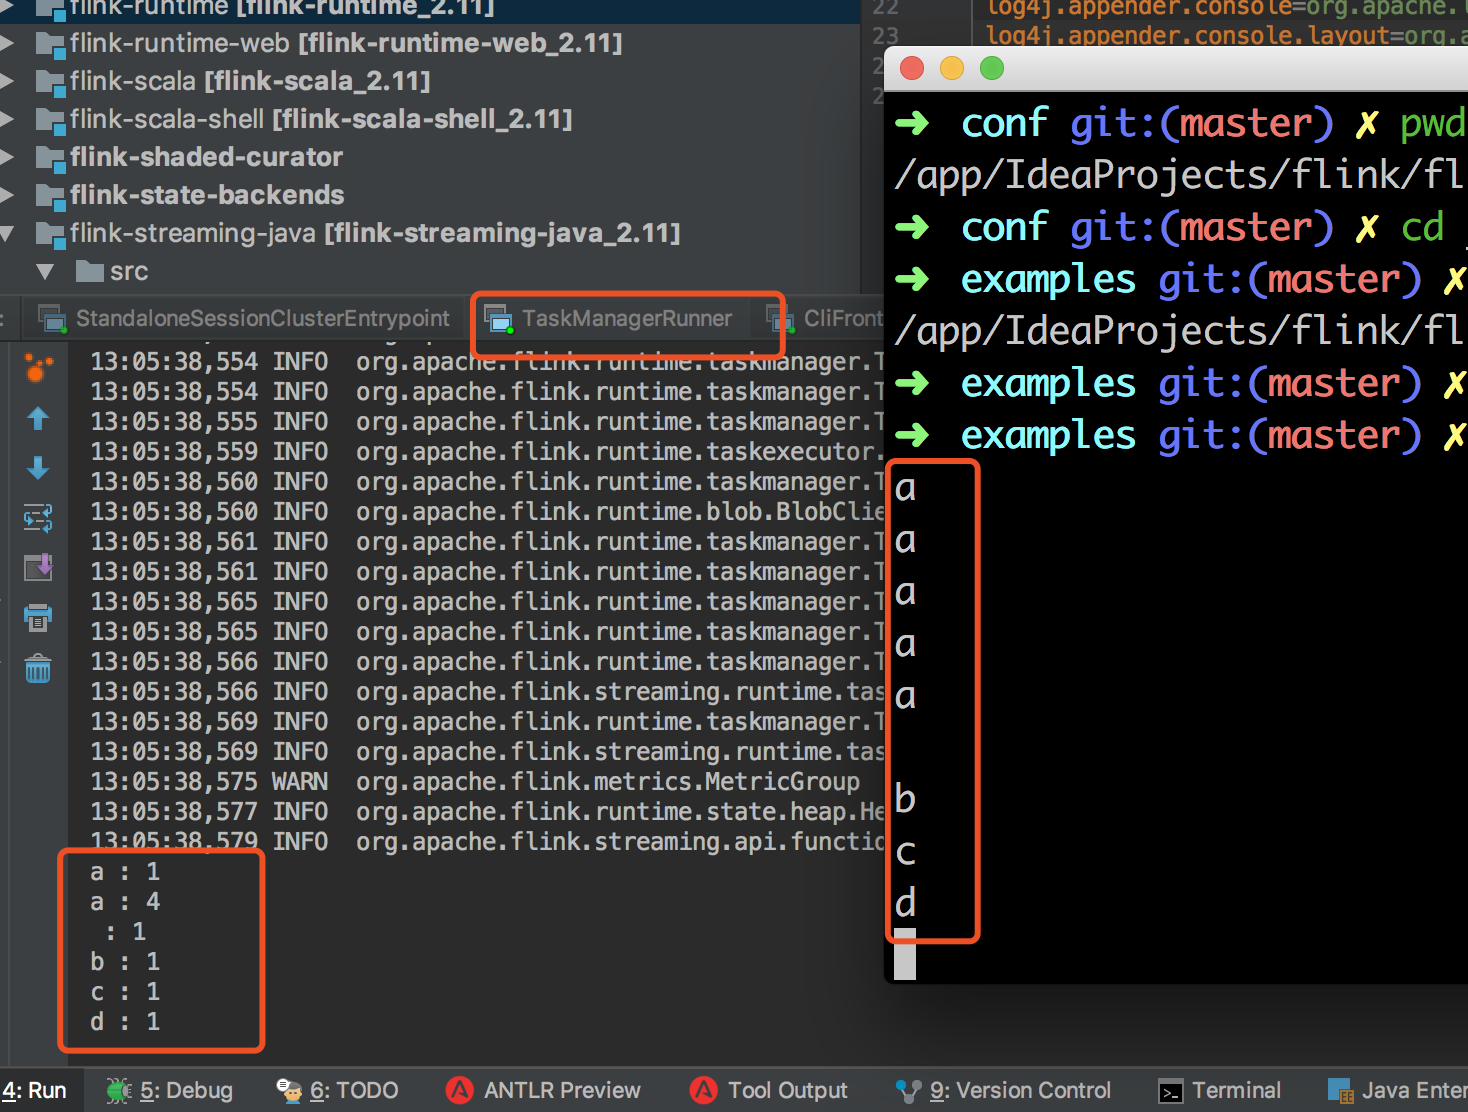 flink-runtime [flink-runtime_2.11]
flink-runtime-web [flink-runtime-web_2.11]
flink-scala [flink-scala_2.11]
flink-scala-shell [flink-scala-shell_2.11]
flink-shaded-curator
flink-state-backends
flink-streaming-java [flink-streaming-java_2.11]
src
22 log4j.appender.console=org.apache.
23 log4j.appender.console.layout=org.a
StandaloneSessionClusterEntrypoint TaskManagerRunner CliFront
13:05:38,554 INFO org.apache.flink.runtime.taskmanager.T
13:05:38,554 INFO org.apache.flink.runtime.taskmanager.T
13:05:38,555 INFO org.apache.flink.runtime.taskmanager.T
13:05:38,559 INFO org.apache.flink.runtime.taskexecutor.
13:05:38,560 INFO org.apache.flink.runtime.taskmanager.T
13:05:38,560 INFO org.apache.flink.runtime.blob.BlobClie
13:05:38,561 INFO org.apache.flink.runtime.taskmanager.T
13:05:38,561 INFO org.apache.flink.runtime.taskmanager.T
13:05:38,565 INFO org.apache.flink.runtime.taskmanager.T
13:05:38,565 INFO org.apache.flink.runtime.taskmanager.T
13:05:38,566 INFO org.apache.flink.runtime.taskmanager.T
13:05:38,566 INFO org.apache.flink.streaming.runtime.tas
13:05:38,569 INFO org.apache.flink.runtime.taskmanager.T
13:05:38,569 INFO org.apache.flink.streaming.runtime.tas
13:05:38,575 WARN org.apache.flink.metrics.MetricGroup
13:05:38,577 INFO org.apache.flink.runtime.state.heap.He
13:05:38,579 INFO org.apache.flink.streaming.api.functio
a : 1
a : 4
: 1
b : 1
c : 1
d : 1
➜ conf git:(master) ✗ pwd
/app/IdeaProjects/flink/fl
➜ conf git:(master) ✗ cd
➜ examples git:(master) ✗
/app/IdeaProjects/flink/fl
➜ examples git:(master) ✗
➜ examples git:(master) ✗
a
a
a
a
a
b
c
d
4: Run 5: Debug 6: TODO ANTLR Preview Tool Output 9: Version Control Terminal Java Enter